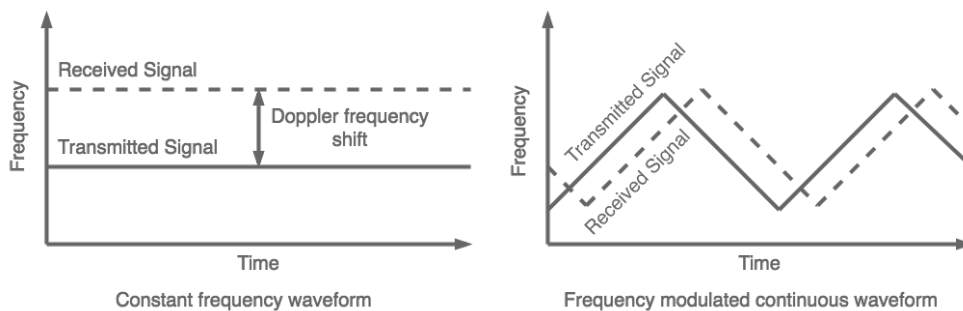 Frequency
Received Signal
Doppler frequency
shift
Transmitted Signal
Time
Constant frequency waveform
Frequency
Transmitted Signal
Received Signal
Time
Frequency modulated continuous waveform